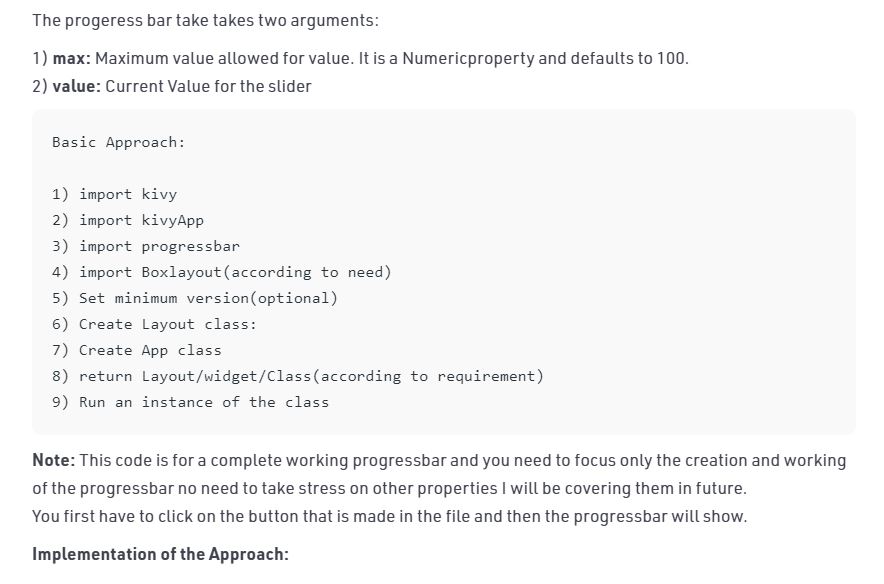 The progeress bar take takes two arguments:
1) max: Maximum value allowed for value. It is a Numericproperty and defaults to 100.
2) value: Current Value for the slider
Basic Approach:
1) import kivy
2) import kivyApp
3) import progressbar
4) import Boxlayout(according to need)
5) Set minimum version(optional)
6) Create Layout class:
7) Create App class
8) return Layout/widget/Class(according to requirement)
9) Run an instance of the class
Note: This code is for a complete working progressbar and you need to focus only the creation and working
of the progressbar no need to take stress on other properties I will be covering them in future.
You first have to click on the button that is made in the file and then the progressbar will show.
Implementation of the Approach: